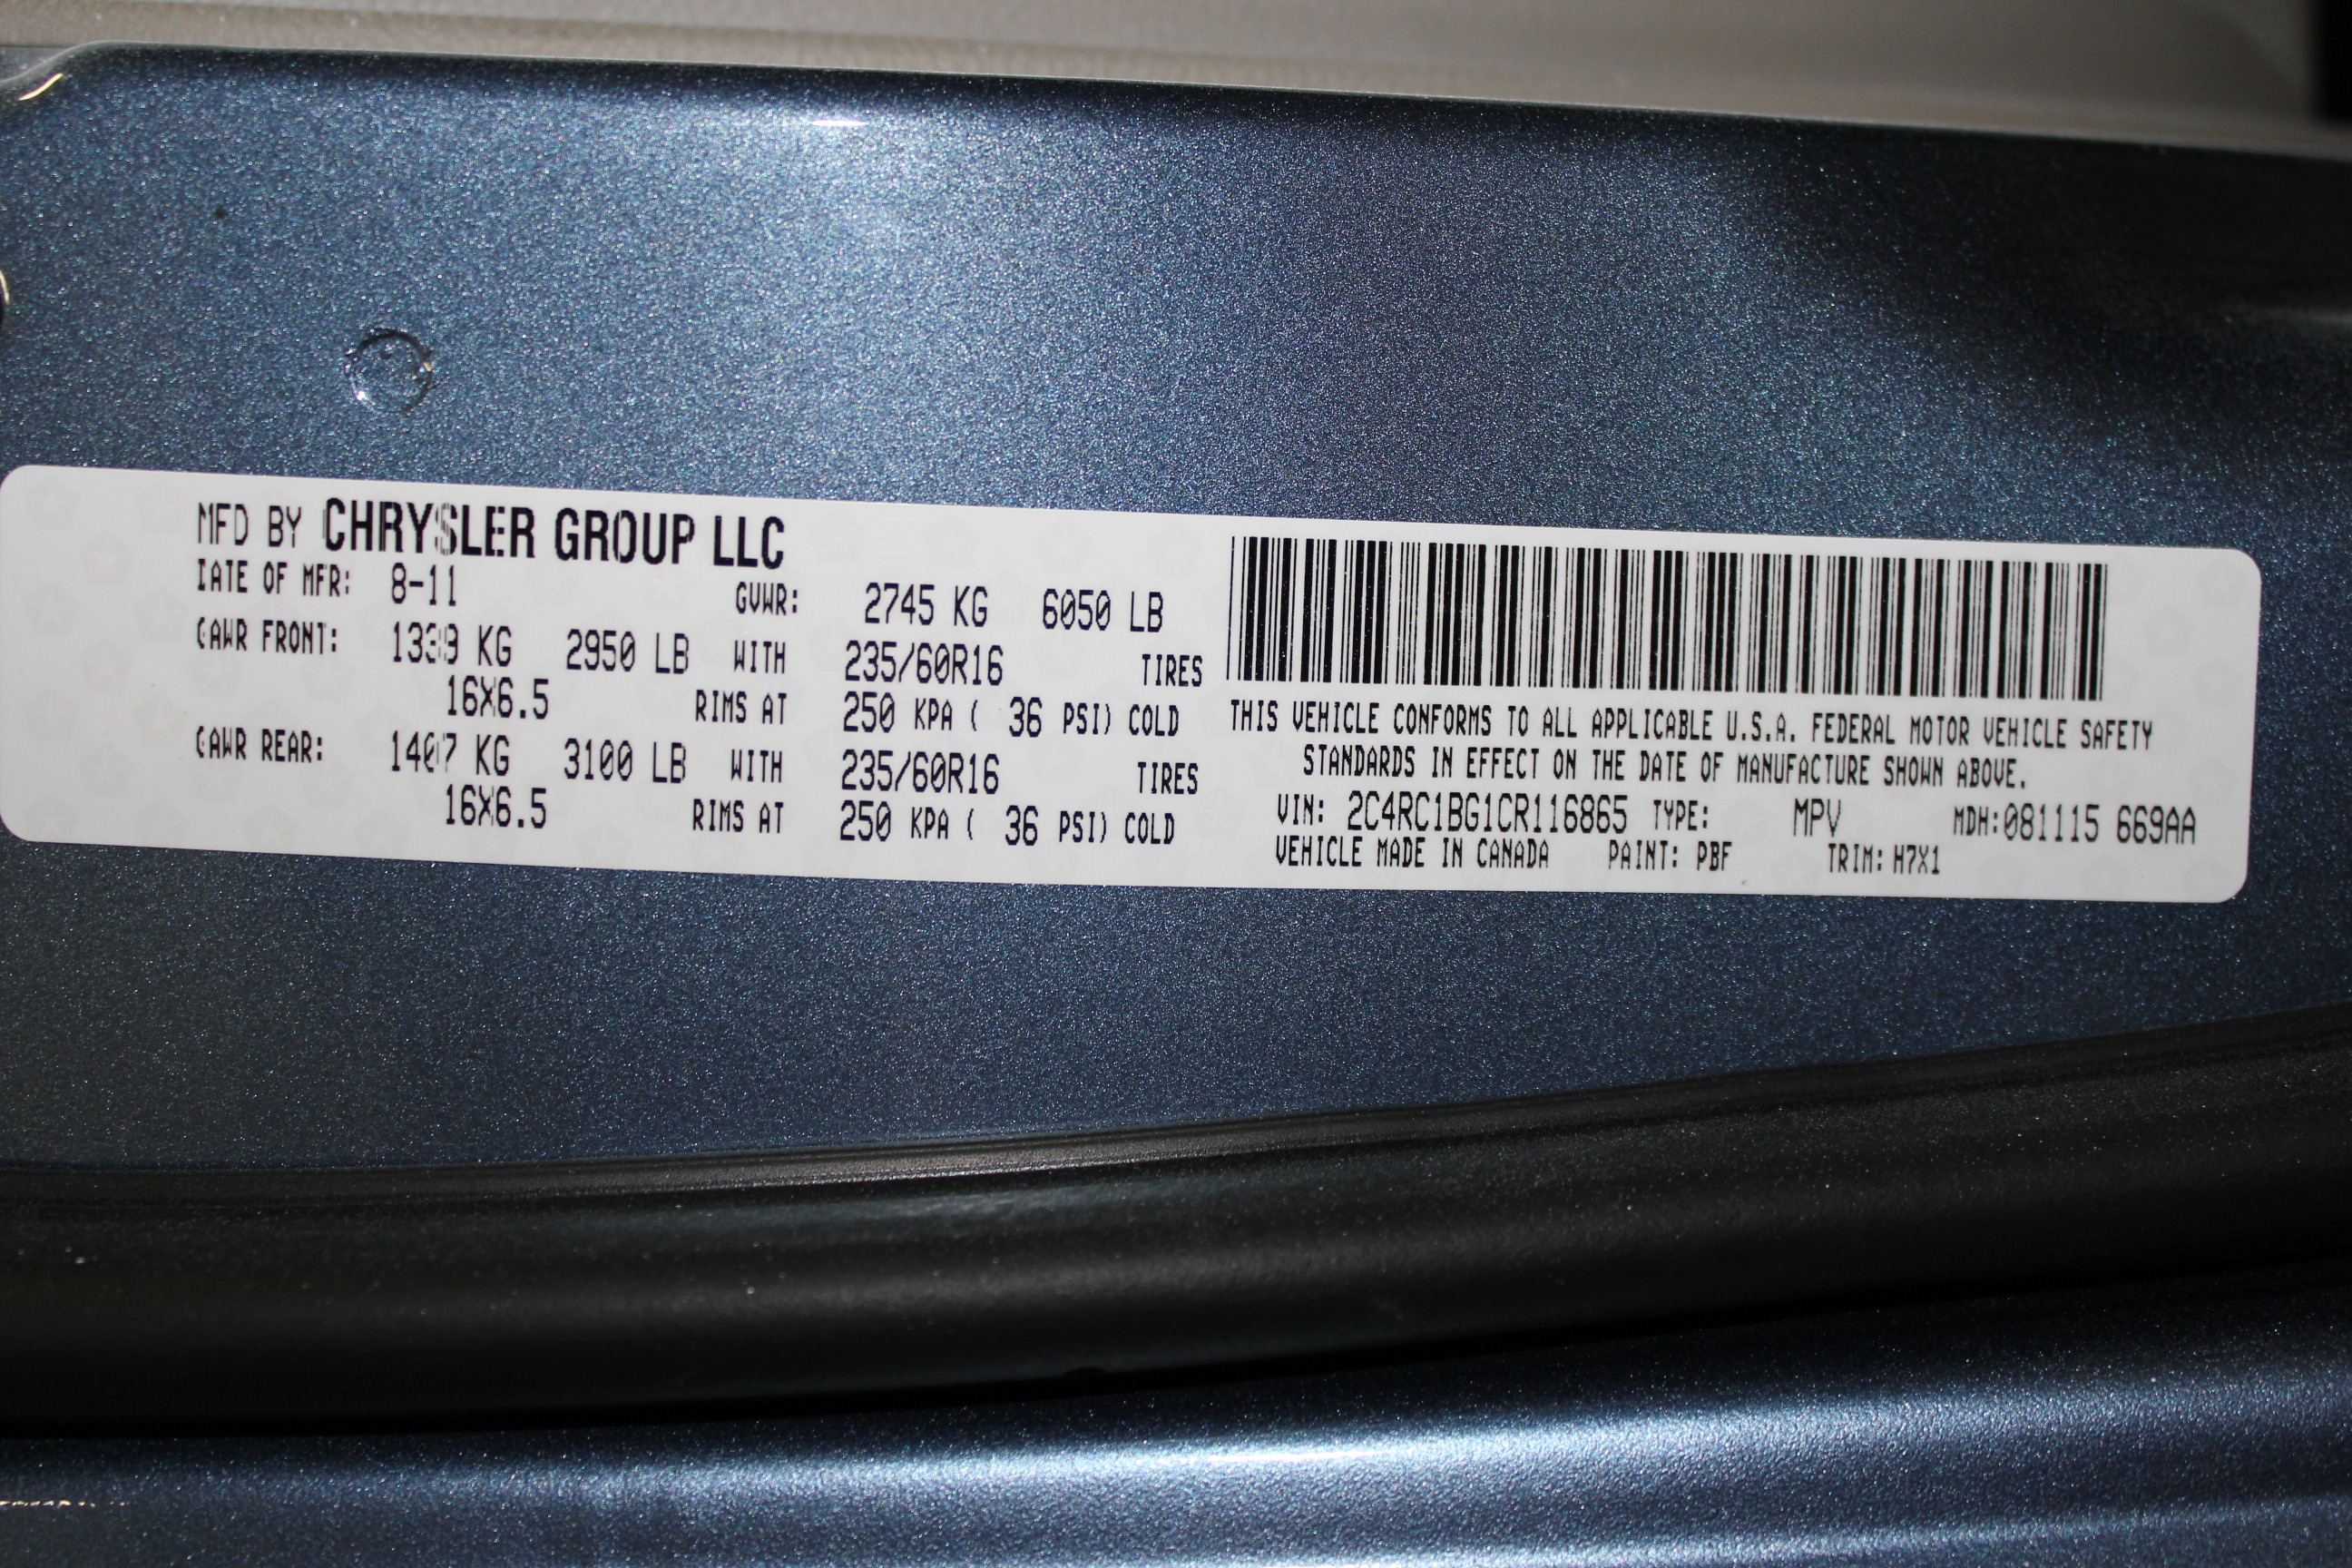 MFD BY CHRYSLER GROUP LLC
DATE OF MFR: 8-11 GVWR: 2745 KG 6050 LB
GAWR FRONT: 1339 KG 2950 LB WITH 235/60R16 TIRES
16X6.5 RIMS AT 250 KPA ( 36 PSI) COLD
GAWR REAR: 1407 KG 3100 LB WITH 235/60R16 TIRES
16X6.5 RIMS AT 250 KPA ( 36 PSI) COLD
THIS VEHICLE CONFORMS TO ALL APPLICABLE U.S.A. FEDERAL MOTOR VEHICLE SAFETY
STANDARDS IN EFFECT ON THE DATE OF MANUFACTURE SHOWN ABOVE.
VIN: 2C4RC1BG1CR116865 TYPE: MPV MDH:081115 669AA
VEHICLE MADE IN CANADA PAINT: PBF TRIM: H7X1